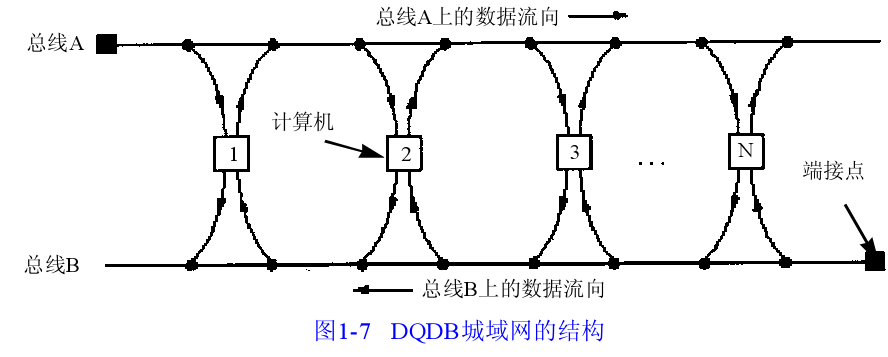 总线A上的数据流向
总线A
计算机
1
2
3
...
N
端接点
总线B
总线B上的数据流向
图1-7 DQDB城域网的结构